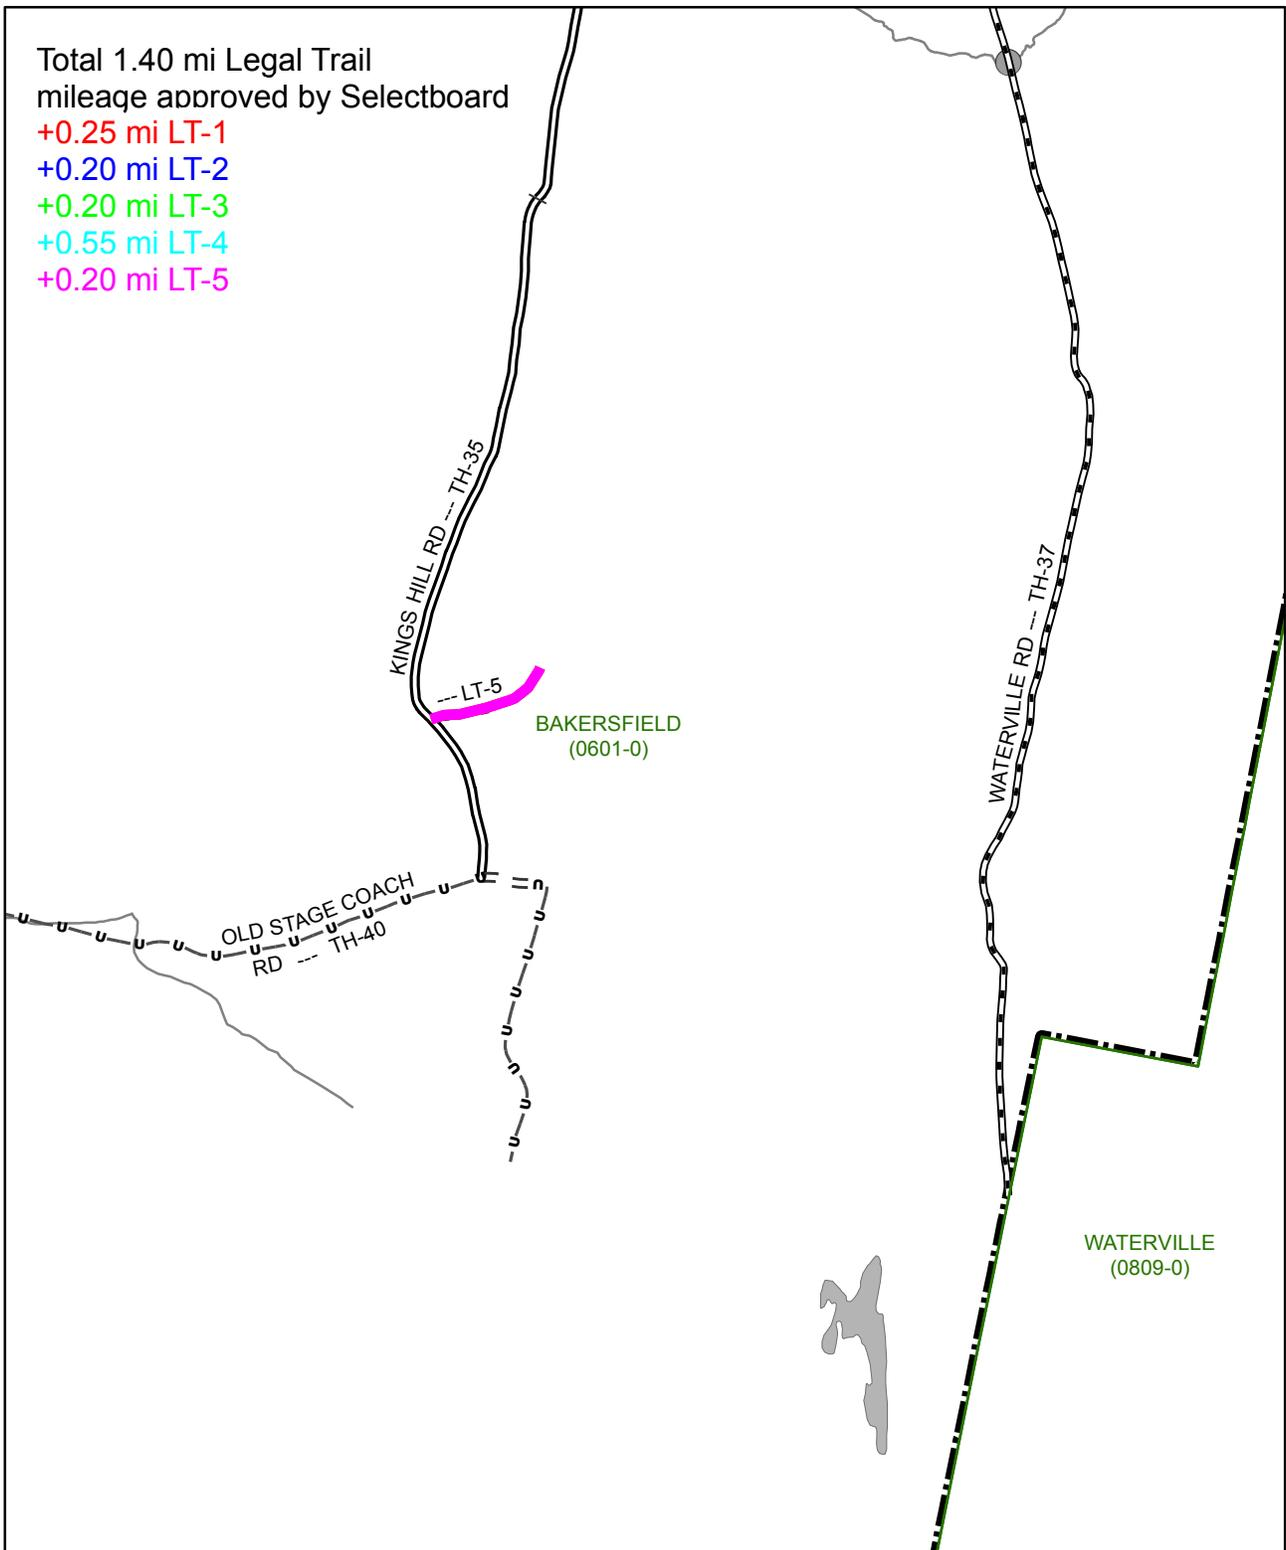 Total 1.40 mi Legal Trail
mileage approved by Selectboard
+0.25 mi LT-1
+0.20 mi LT-2
+0.20 mi LT-3
+0.55 mi LT-4
+0.20 mi LT-5
KINGS HILL RD --- TH-35
WATERVILLE RD --- TH-37
--- LT-5
BAKERSFIELD
(0601-0)
OLD STAGE COACH
RD --- TH-40
WATERVILLE
(0809-0)